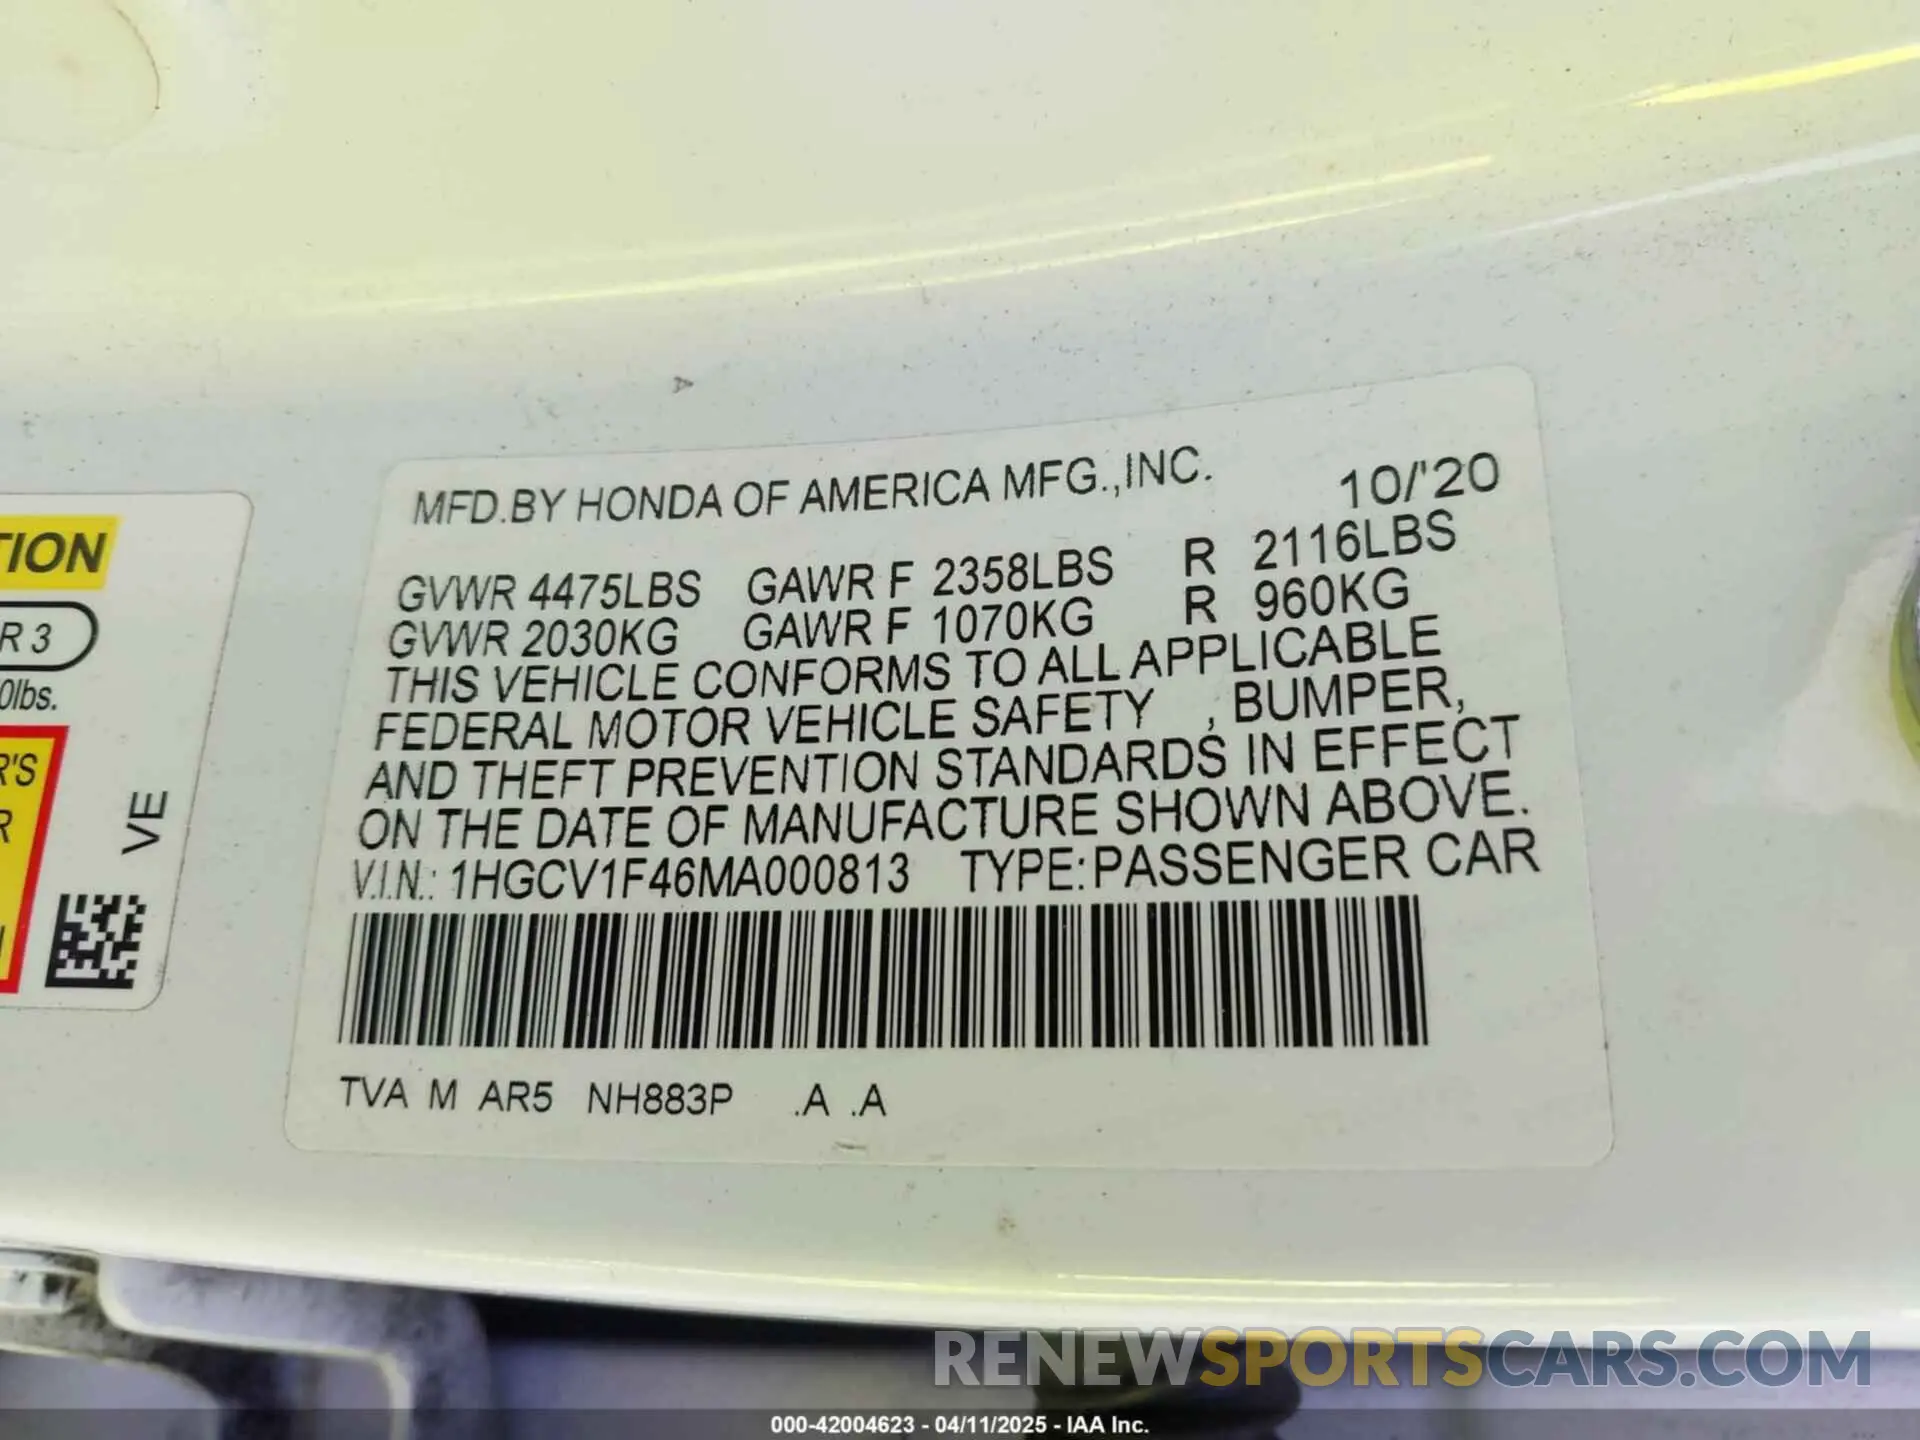 MFD.BY HONDA OF AMERICA MFG.,INC. 10/'20
GVWR 4475LBS GAWR F 2358LBS R 2116LBS
GVWR 2030KG GAWR F 1070KG R 960KG
THIS VEHICLE CONFORMS TO ALL APPLICABLE
FEDERAL MOTOR VEHICLE SAFETY , BUMPER,
AND THEFT PREVENTION STANDARDS IN EFFECT
ON THE DATE OF MANUFACTURE SHOWN ABOVE.
V.I.N.: 1HGCV1F46MA000813 TYPE:PASSENGER CAR
TVA M AR5 NH883P .A .A
TION
R 3
0lbs.
R'S
R
VE
RENEWSPORTSCARS.COM
000-42004623 - 04/11/2025 - IAA Inc.